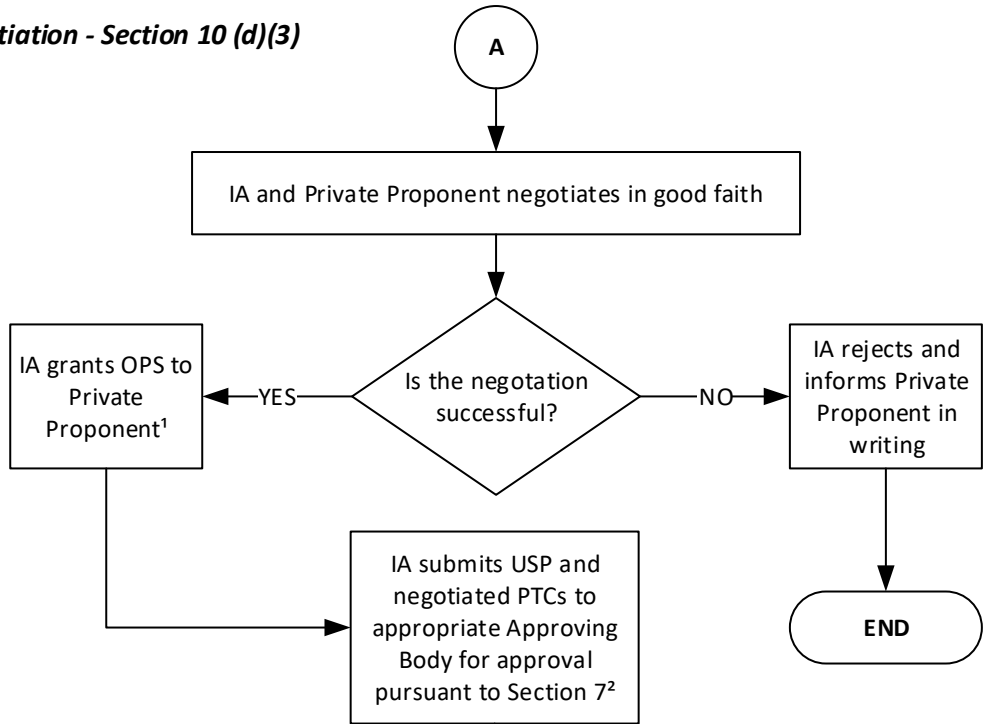 tiation - Section 10 (d)(3)
A
IA and Private Proponent negotiates in good faith
Is the negotation
successful?
YES
NO
IA grants OPS to
Private
Proponent¹
IA rejects and
informs Private
Proponent in
writing
IA submits USP and
negotiated PTCs to
appropriate Approving
Body for approval
pursuant to Section 7²
END